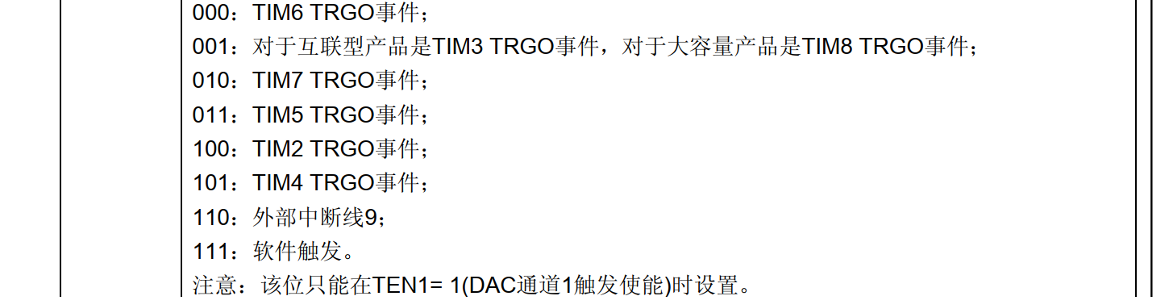 000：TIM6 TRGO事件；
001：对于互联型产品是TIM3 TRGO事件，对于大容量产品是TIM8 TRGO事件；
010：TIM7 TRGO事件；
011：TIM5 TRGO事件；
100：TIM2 TRGO事件；
101：TIM4 TRGO事件；
110：外部中断线9；
111：软件触发。
注意：该位只能在TEN1= 1(DAC通道1触发使能)时设置。